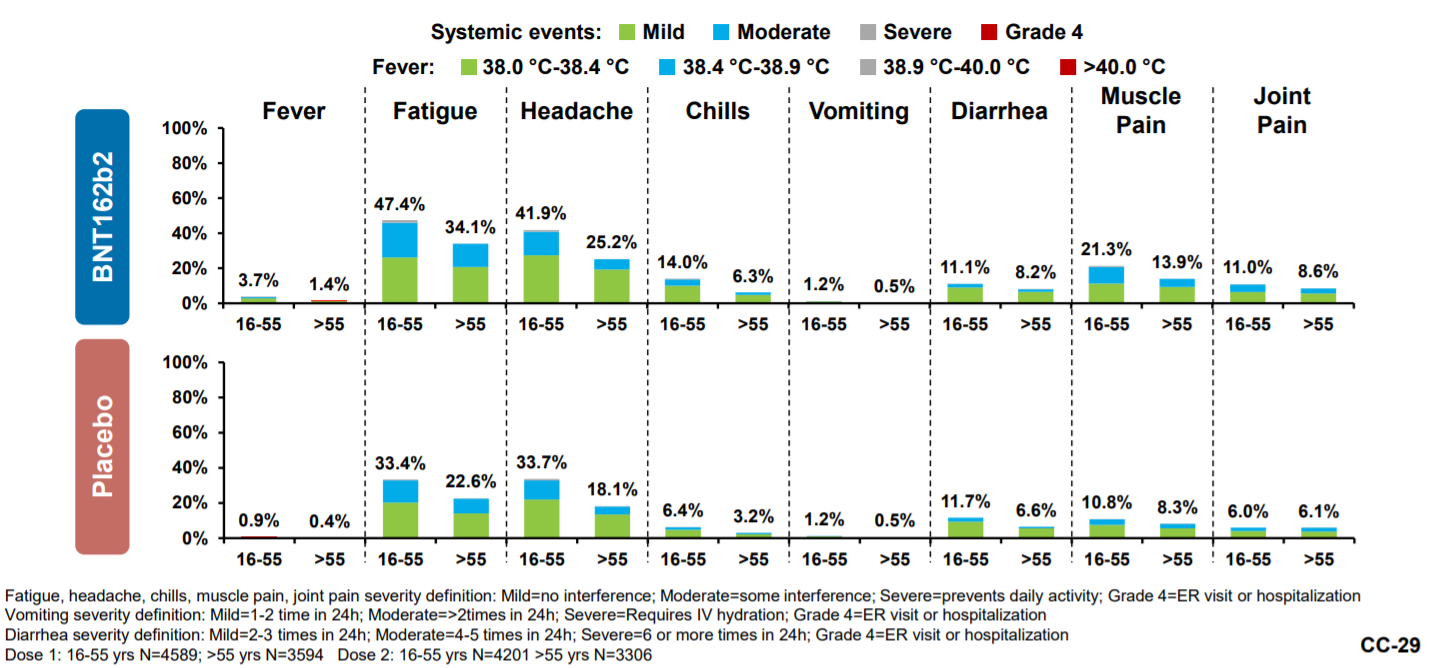 Systemic events: Mild Moderate Severe Grade 4
Fever: 38.0 °C-38.4 °C 38.4 °C-38.9 °C 38.9 °C-40.0 °C >40.0 °C
Fever Fatigue Headache Chills Vomiting Diarrhea Muscle Pain Joint Pain
BNT162b2
100%
80%
60%
40%
20%
0%
3.7% 1.4% 47.4% 34.1% 41.9% 25.2% 14.0% 6.3% 1.2% 0.5% 11.1% 8.2% 21.3% 13.9% 11.0% 8.6%
16-55 >55 16-55 >55 16-55 >55 16-55 >55 16-55 >55 16-55 >55 16-55 >55 16-55 >55
Placebo
100%
80%
60%
40%
20%
0%
0.9% 0.4% 33.4% 22.6% 33.7% 18.1% 6.4% 3.2% 1.2% 0.5% 11.7% 6.6% 10.8% 8.3% 6.0% 6.1%
16-55 >55 16-55 >55 16-55 >55 16-55 >55 16-55 >55 16-55 >55 16-55 >55 16-55 >55
Fatigue, headache, chills, muscle pain, joint pain severity definition: Mild=no interference; Moderate=some interference; Severe=prevents daily activity; Grade 4=ER visit or hospitalization
Vomiting severity definition: Mild=1-2 time in 24h; Moderate=>2times in 24h; Severe=Requires IV hydration; Grade 4=ER visit or hospitalization
Diarrhea severity definition: Mild=2-3 times in 24h; Moderate=4-5 times in 24h; Severe=6 or more times in 24h; Grade 4=ER visit or hospitalization
Dose 1: 16-55 yrs N=4589; >55 yrs N=3594 Dose 2: 16-55 yrs N=4201 >55 yrs N=3306
CC-29